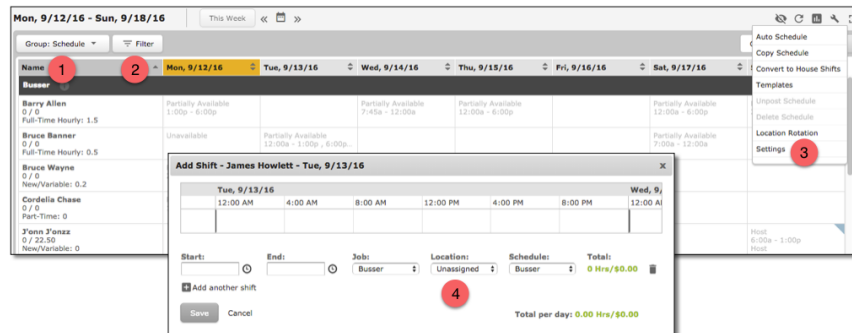 Mon, 9/12/16 - Sun, 9/18/16 This Week « »
Group: Schedule Filter
1 2
Name Mon, 9/12/16 Tue, 9/13/16 Wed, 9/14/16 Thu, 9/15/16 Fri, 9/16/16 Sat, 9/17/16
Auto Schedule
Copy Schedule
Convert to House Shifts
Templates
Unpost Schedule
Delete Schedule
Location Rotation
Settings
3
Busser
Barry Allen Partially Available Partially Available Partially Available Partially Available
0 / 0 1:00p - 6:00p 7:45a - 12:00a 12:00a - 6:00p 12:00a - 6:00p
Full-Time Hourly: 1.5
Bruce Banner Unavailable Partially Available Partially Available
0 / 0 12:00a - 1:00p , 6:00p.. 7:00a - 12:00a
Full-Time Hourly: 0.5
Bruce Wayne
0 / 0
New/Variable: 0.2
Cordelia Chase
0 / 0
Part-Time: 0
J'onn J'onzz Host
0 / 22.50 6:00a - 1:00p
New/Variable: 0 Host
Add Shift - James Howlett - Tue, 9/13/16 x
Tue, 9/13/16 Wed, 9/
12:00 AM 4:00 AM 8:00 AM 12:00 PM 4:00 PM 8:00 PM 12:00 A
Start: End: Job: Location: Schedule: Total:
Busser Unassigned Busser 0 Hrs/$0.00
Add another shift
4
Save Cancel Total per day: 0.00 Hrs/$0.00